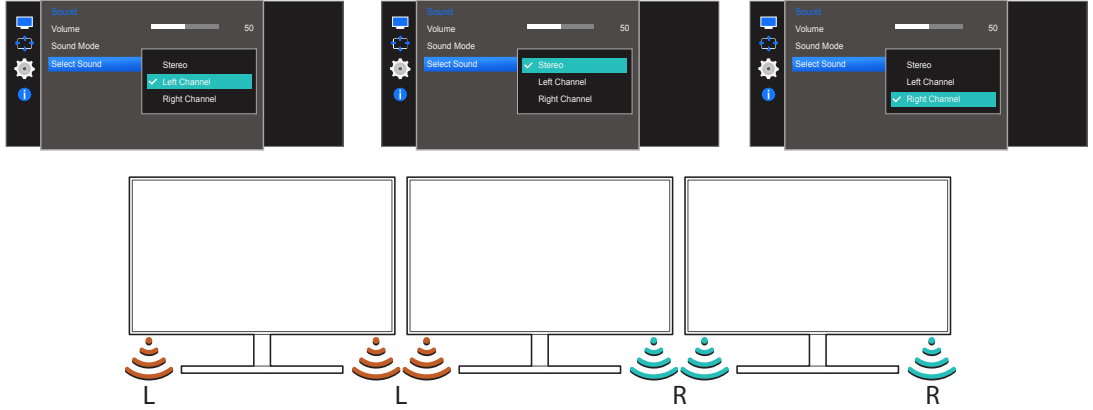 Sound
Volume 50
Sound Mode
Select Sound
Stereo
Left Channel
Right Channel
Sound
Volume 50
Sound Mode
Select Sound
Stereo
Left Channel
Right Channel
Sound
Volume 50
Sound Mode
Select Sound
Stereo
Left Channel
Right Channel
L L R R